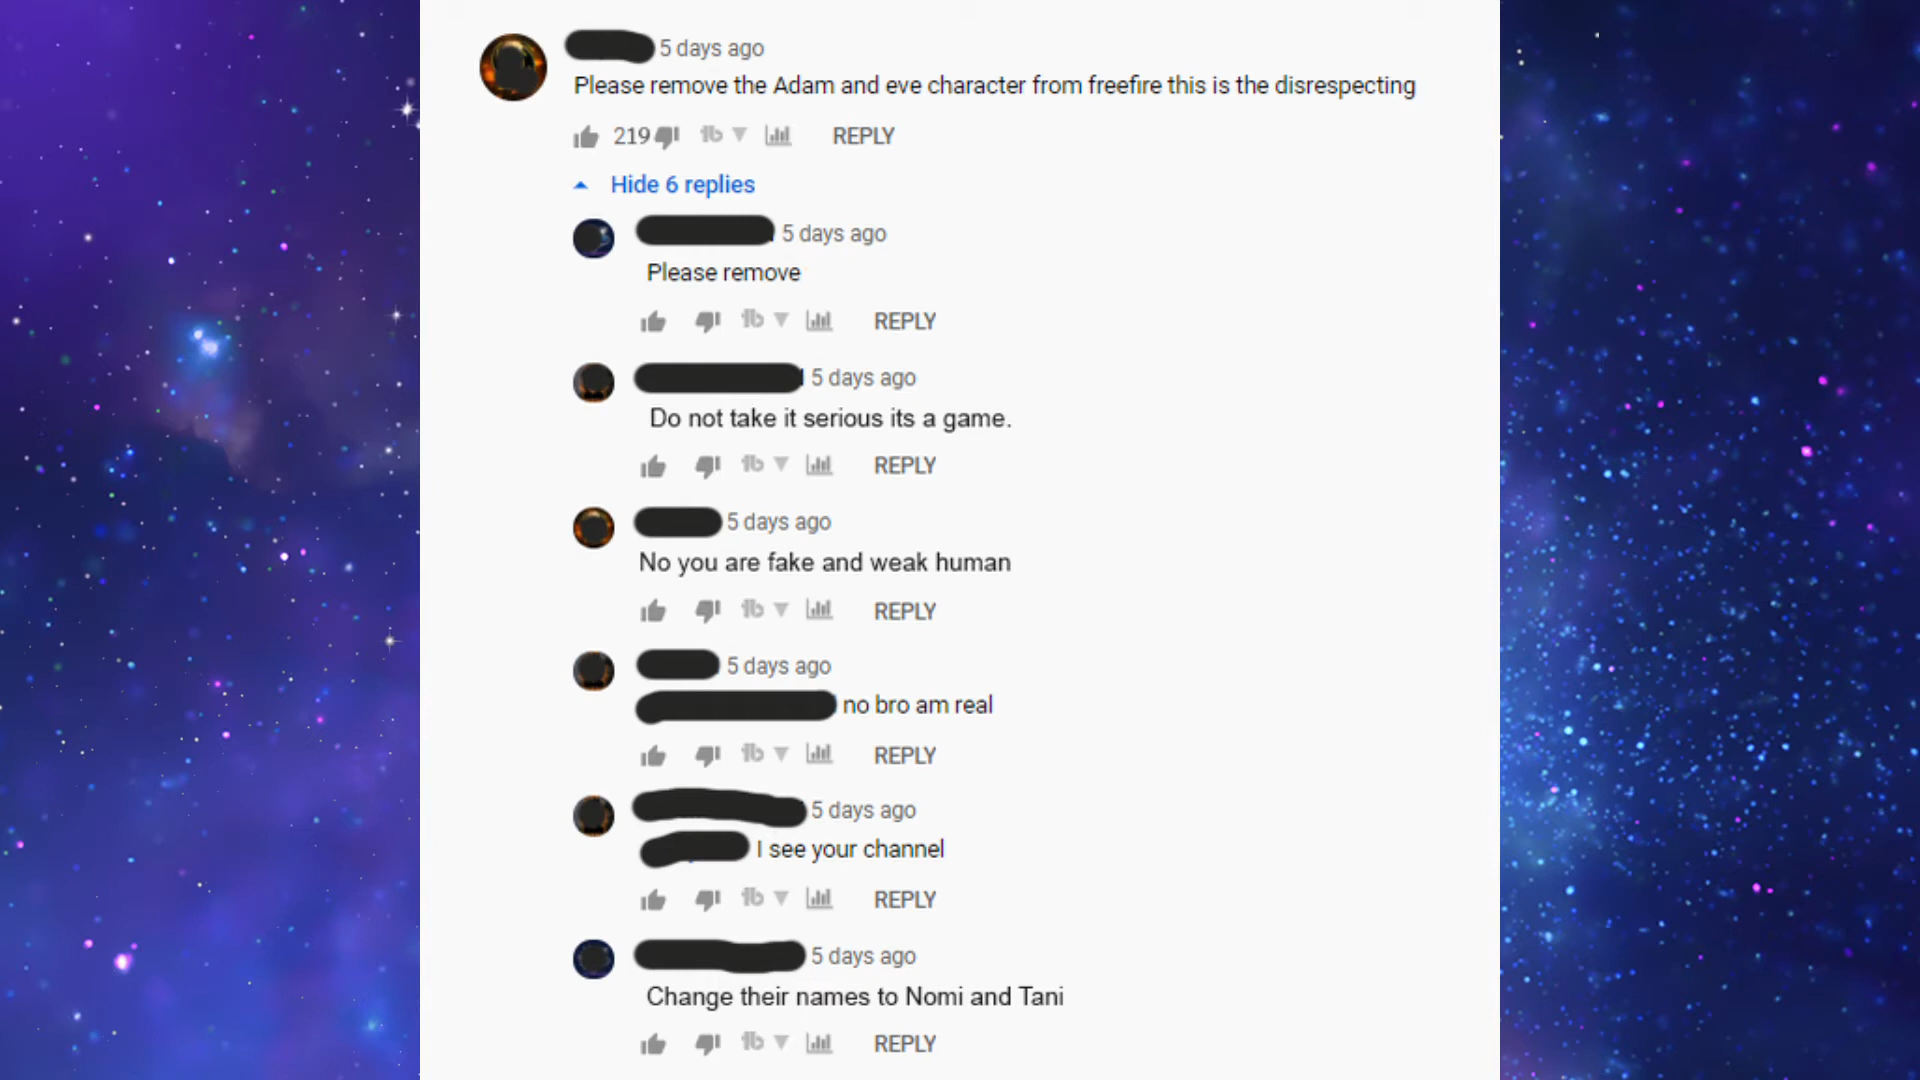 5 days ago
Please remove the Adam and eve character from freefire this is the disrespecting
219 REPLY
Hide 6 replies
5 days ago
Please remove
REPLY
5 days ago
Do not take it serious its a game.
REPLY
5 days ago
No you are fake and weak human
REPLY
5 days ago
no bro am real
REPLY
5 days ago
I see your channel
REPLY
5 days ago
Change their names to Nomi and Tani
REPLY